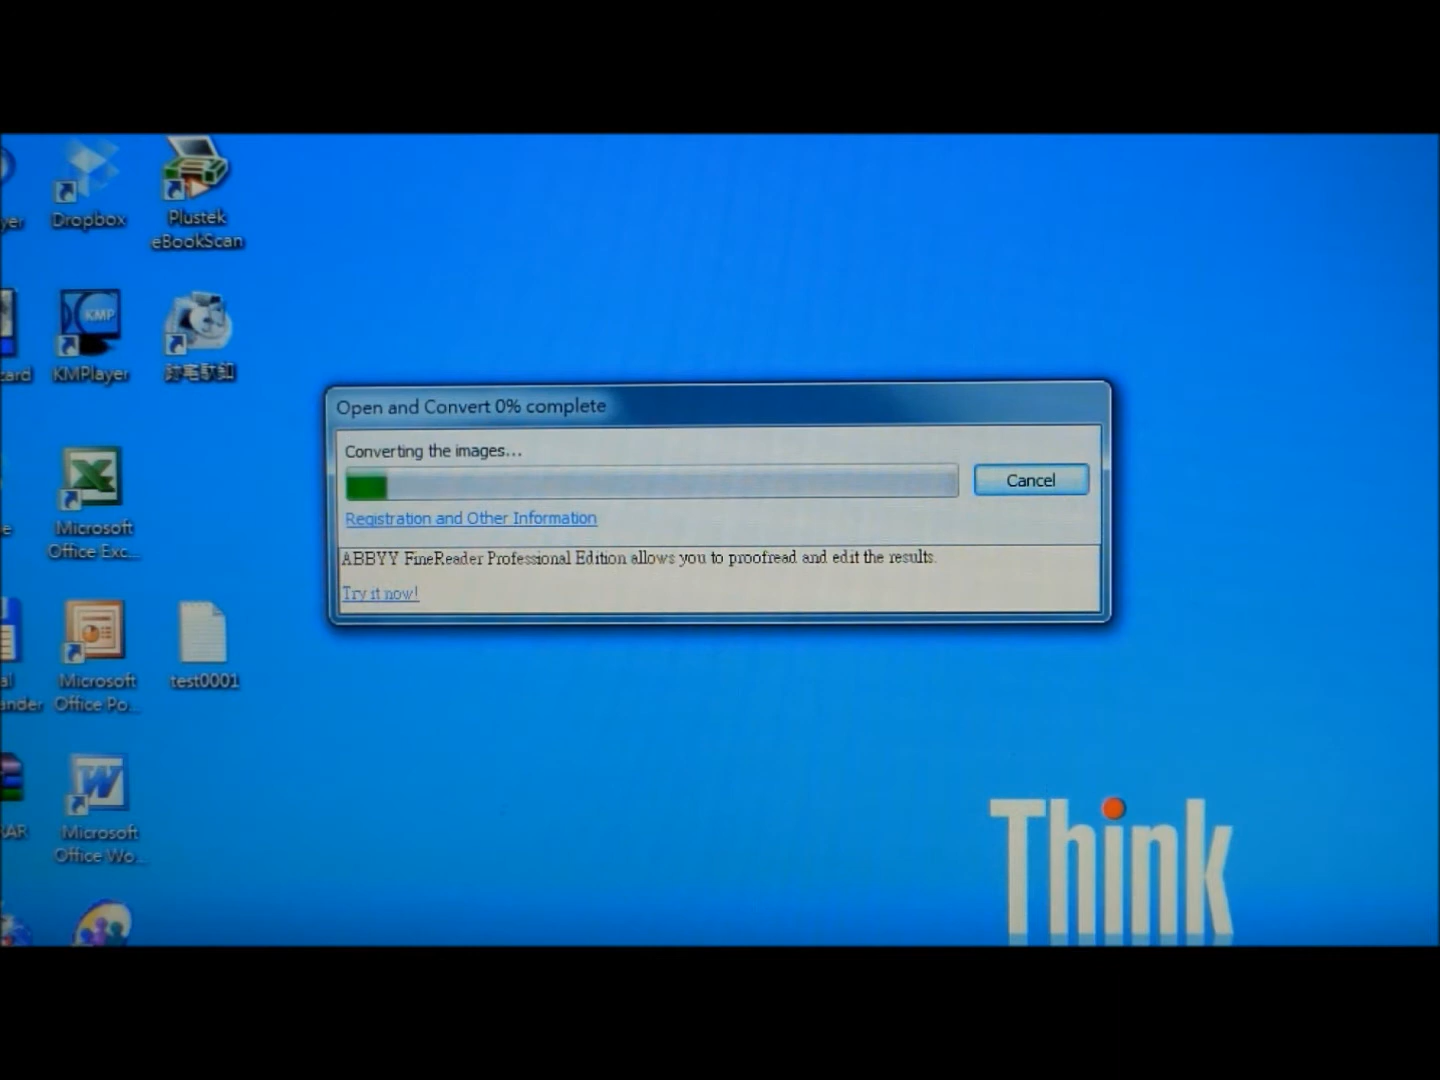 Dropbox
Plustek
eBookScan
KMPlayer
Open and Convert 0% complete
Converting the images...
Cancel
Registration and Other Information
ABBYY FineReader Professional Edition allows you to proofread and edit the results.
Try it now!
Microsoft
Office Exc...
Microsoft
Office Po...
test0001
Microsoft
Office Wo...
KMP
Think